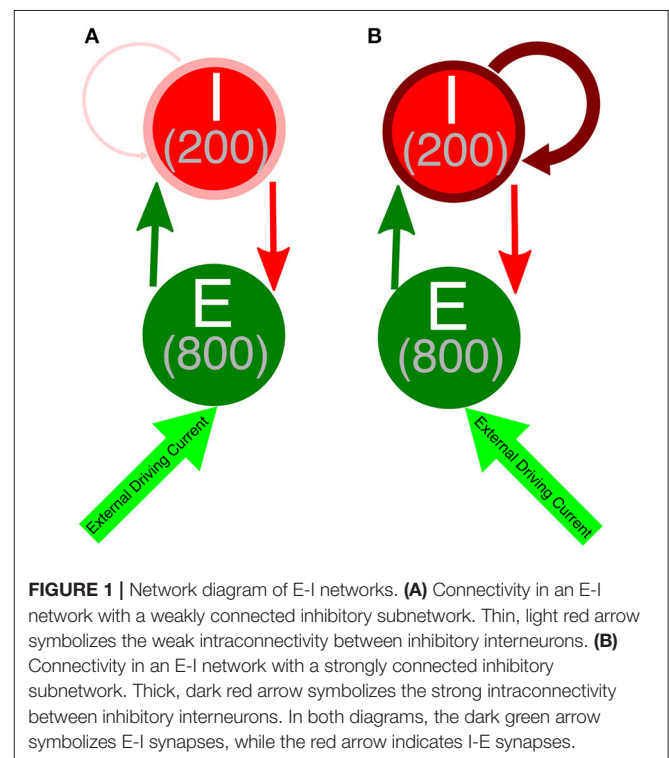 A
B
I
(200)
I
(200)
E
(800)
E
(800)
External Driving Current
External Driving Current
FIGURE 1 | Network diagram of E-I networks. (A) Connectivity in an E-I
network with a weakly connected inhibitory subnetwork. Thin, light red arrow
symbolizes the weak intraconnectivity between inhibitory interneurons. (B)
Connectivity in an E-I network with a strongly connected inhibitory
subnetwork. Thick, dark red arrow symbolizes the strong intraconnectivity
between inhibitory interneurons. In both diagrams, the dark green arrow
symbolizes E-I synapses, while the red arrow indicates I-E synapses.